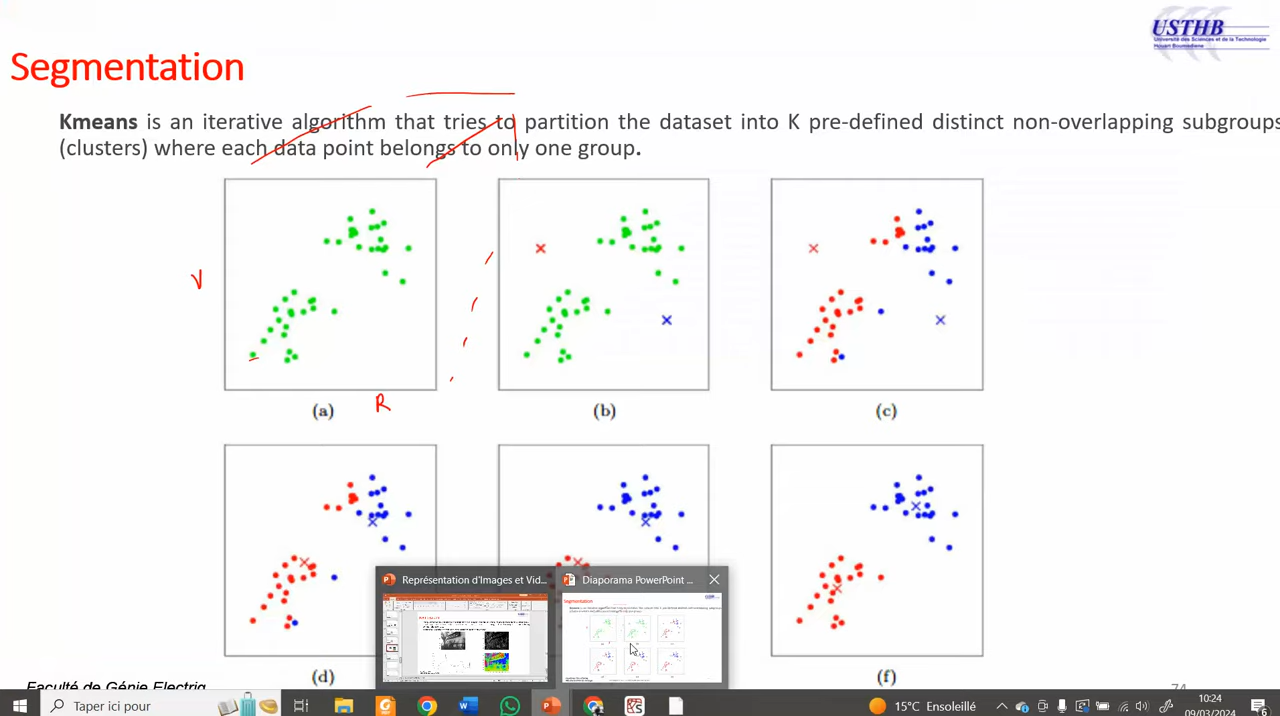 USTHB
Université des Sciences et de la Technologie
Houari Boumediene
Segmentation
Kmeans is an iterative algorithm that tries to partition the dataset into K pre-defined distinct non-overlapping subgroups
(clusters) where each data point belongs to only one group.
V
R
(a) (b) (c)
Représentation d'Images et Vid... Diaporama PowerPoint ...
Segmentation
(d) (f)
Faculté de Génie Electriq
74
Taper ici pour
15°C Ensoleillé
10:24
09/03/2024
6